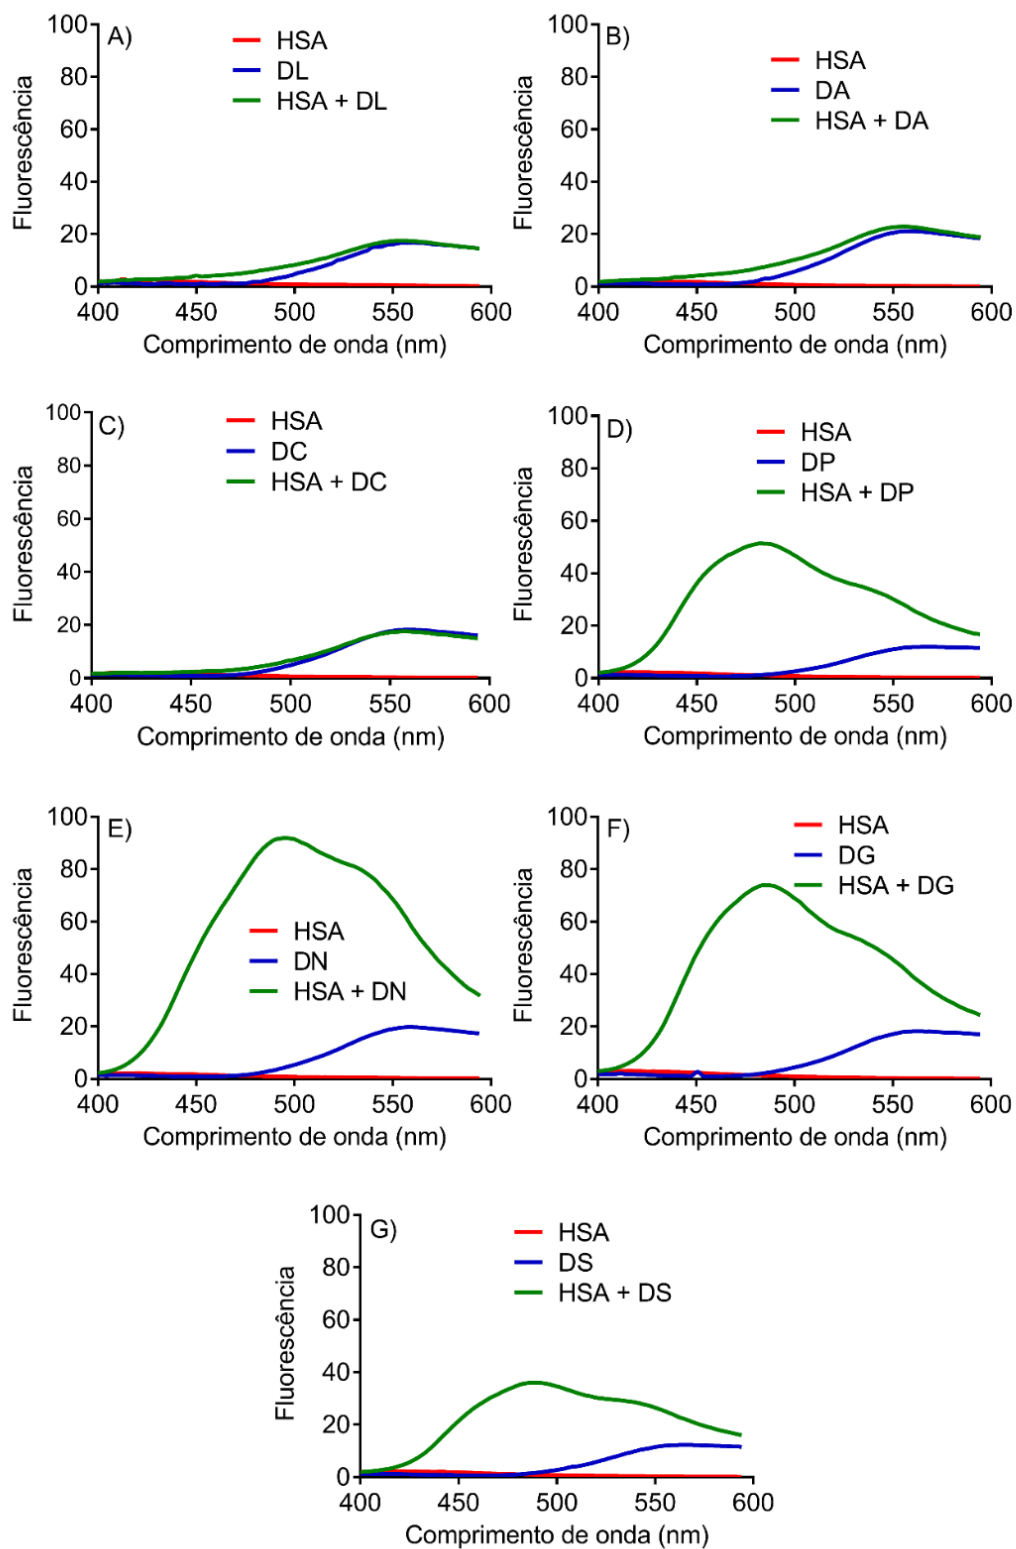 A)
HSA
DL
HSA + DL
Fluorescência
100
80
60
40
20
0
400 450 500 550 600
Comprimento de onda (nm)
B)
HSA
DA
HSA + DA
Fluorescência
100
80
60
40
20
0
400 450 500 550 600
Comprimento de onda (nm)
C)
HSA
DC
HSA + DC
Fluorescência
100
80
60
40
20
0
400 450 500 550 600
Comprimento de onda (nm)
D)
HSA
DP
HSA + DP
Fluorescência
100
80
60
40
20
0
400 450 500 550 600
Comprimento de onda (nm)
E)
HSA
DN
HSA + DN
Fluorescência
100
80
60
40
20
0
400 450 500 550 600
Comprimento de onda (nm)
F)
HSA
DG
HSA + DG
Fluorescência
100
80
60
40
20
0
400 450 500 550 600
Comprimento de onda (nm)
G)
HSA
DS
HSA + DS
Fluorescência
100
80
60
40
20
0
400 450 500 550 600
Comprimento de onda (nm)